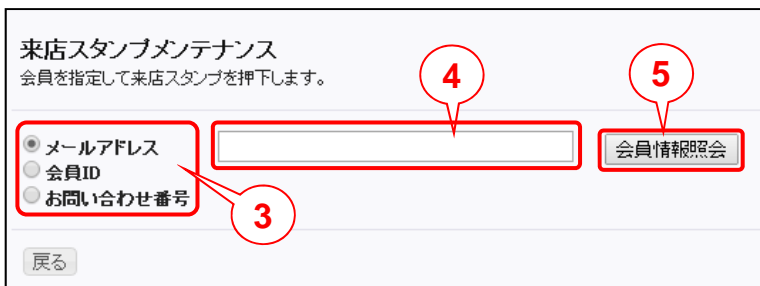 来店スタンプメンテナンス
会員を指定して来店スタンプを押下します。
4
5
メールアドレス
会員情報照会
会員ID
お問い合わせ番号
3
戻る